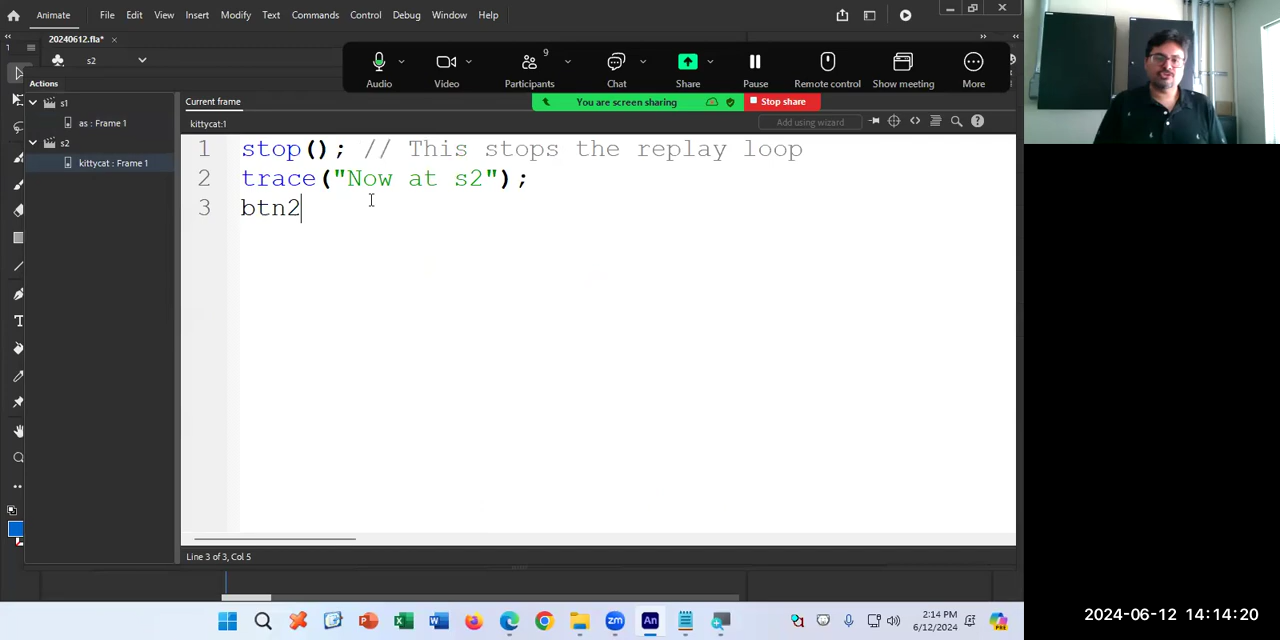 Animate File Edit View Insert Modify Text Commands Control Debug Window Help
20240612.fla* ×
s2
9
Audio Video Participants Chat Share Pause Remote control Show meeting More
You are screen sharing Stop share
Actions
s1
as : Frame 1
s2
kittycat : Frame 1
Current frame
kittycat:1
Add using wizard
1 stop(); // This stops the replay loop
2 trace("Now at s2");
3 btn2
Line 3 of 3, Col 5
2:14 PM
6/12/2024
2024-06-12 14:14:20